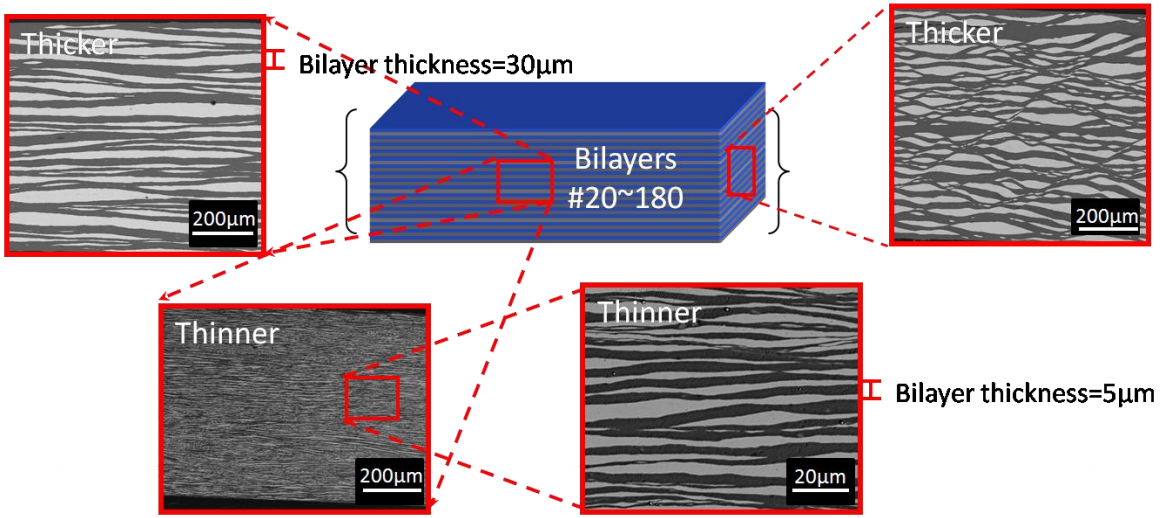 Thicker
Bilayer thickness=30μm
200μm
Bilayers
#20~180
Thicker
200μm
Thinner
200μm
Thinner
20μm
Bilayer thickness=5μm